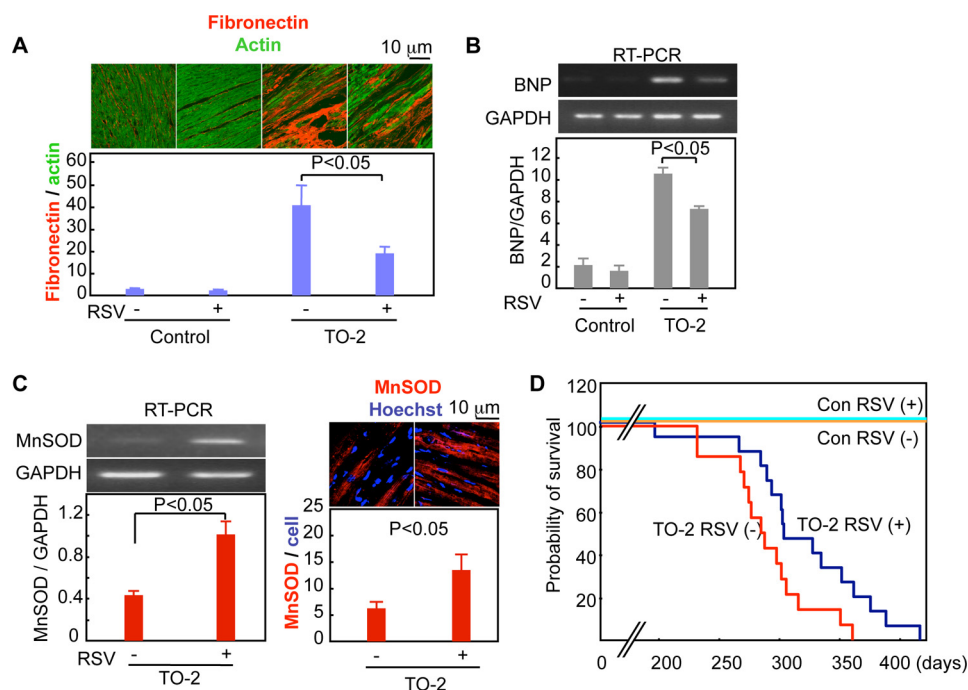 A
Fibronectin
Actin
10 μm
Fibronectin / actin
60
50
40
30
20
10
0
P<0.05
RSV - + - +
Control TO-2
B
RT-PCR
BNP
GAPDH
BNP/GAPDH
12
10
8
6
4
2
0
P<0.05
RSV - + - +
Control TO-2
C
RT-PCR
MnSOD
GAPDH
MnSOD / GAPDH
1.2
0.8
0.4
0
P<0.05
RSV - +
TO-2
MnSOD
Hoechst
10 μm
MnSOD / cell
25
20
15
10
5
0
P<0.05
- +
TO-2
D
Probability of survival
120
100
80
60
40
20
0
Con RSV (+)
Con RSV (-)
TO-2 RSV (-)
TO-2 RSV (+)
0 200 250 300 350 400 (days)